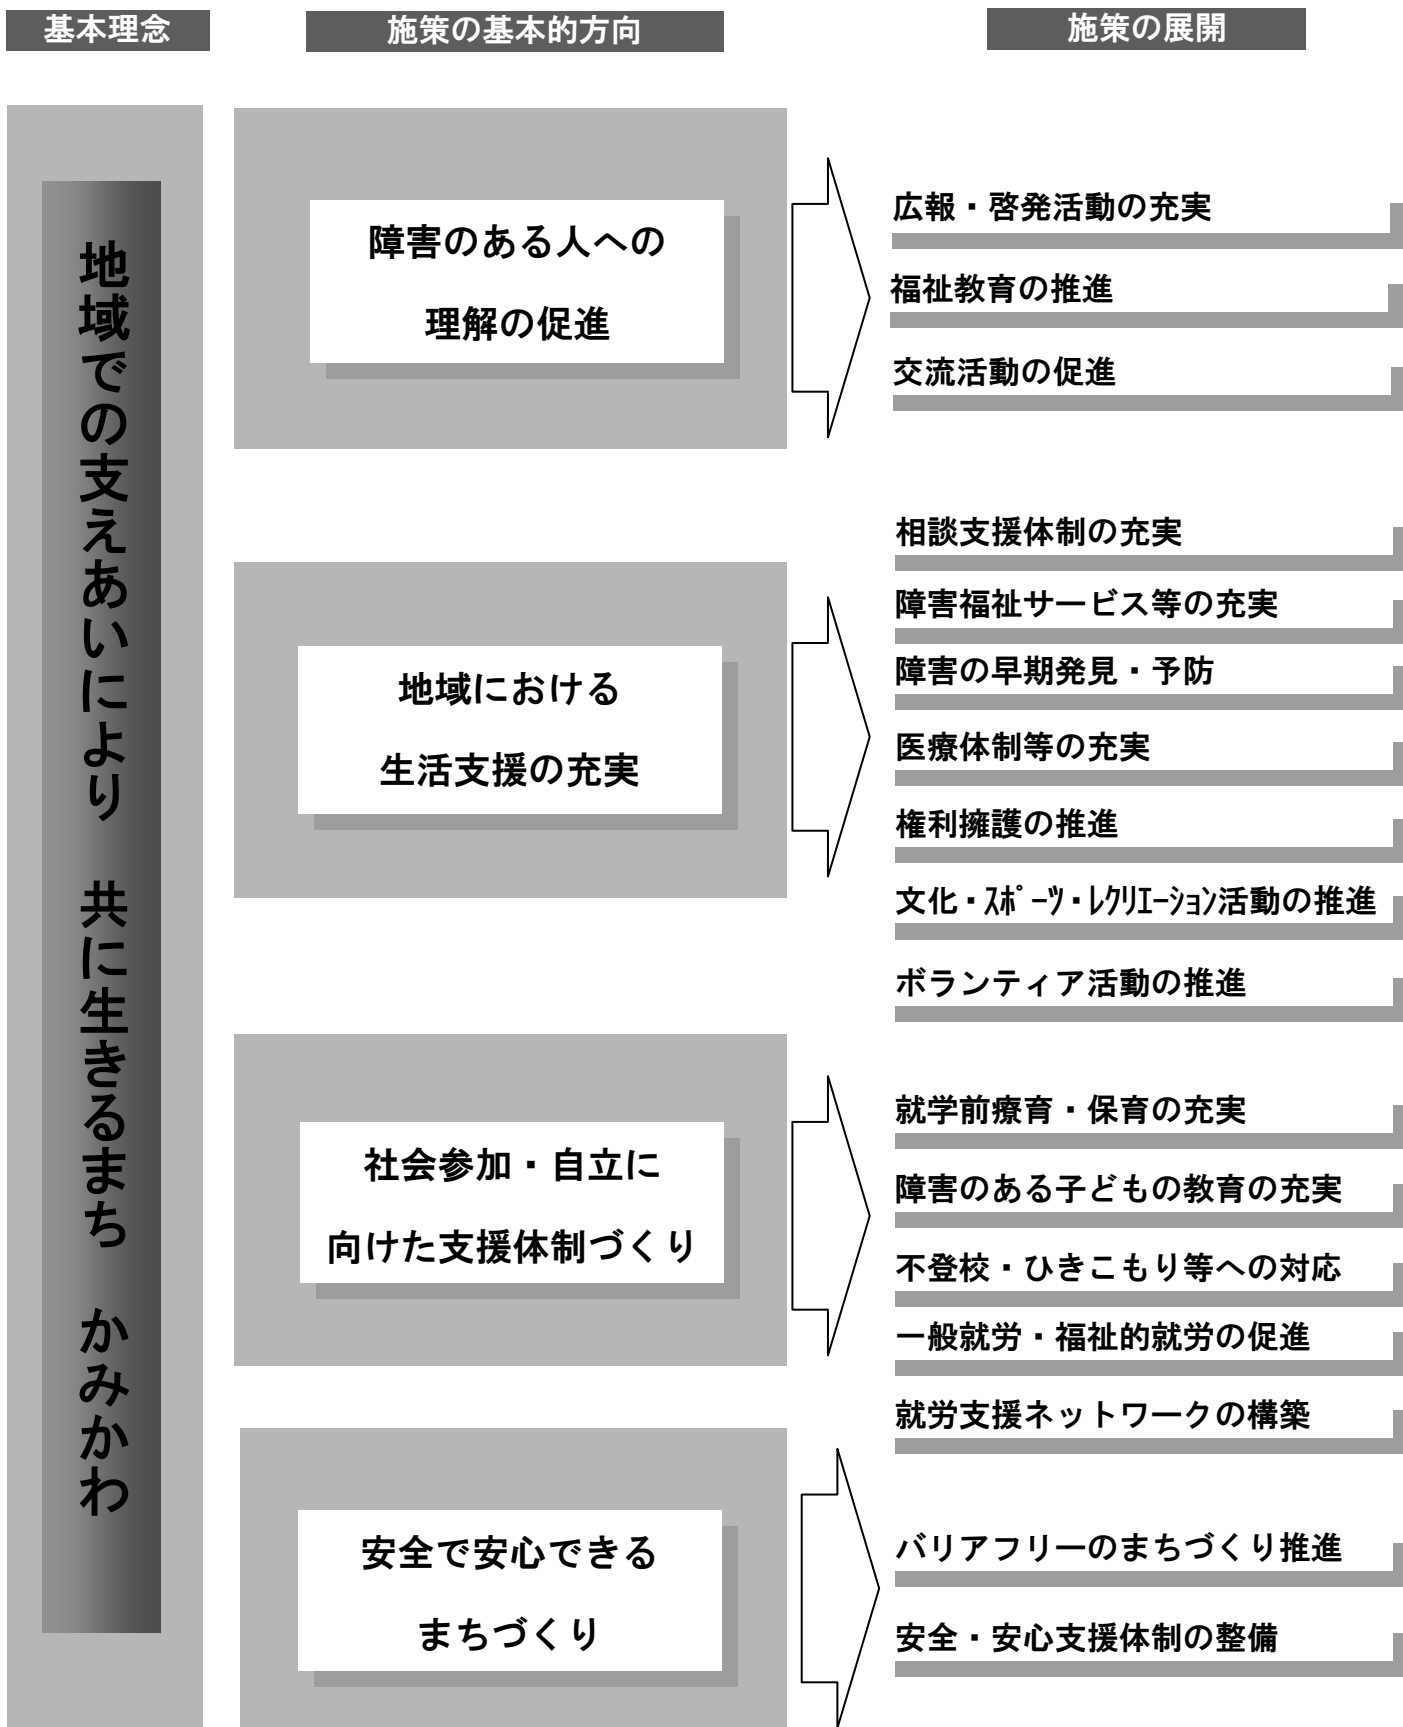 基本理念
施策の基本的方向
施策の展開
地域での支えあいにより　共に生きるまち　かみかわ
障害のある人への
理解の促進
広報・啓発活動の充実
福祉教育の推進
交流活動の促進
地域における
生活支援の充実
相談支援体制の充実
障害福祉サービス等の充実
障害の早期発見・予防
医療体制等の充実
権利擁護の推進
文化・ｽﾎﾟｰﾂ・ﾚｸﾘｴｰｼｮﾝ活動の推進
ボランティア活動の推進
社会参加・自立に
向けた支援体制づくり
就学前療育・保育の充実
障害のある子どもの教育の充実
不登校・ひきこもり等への対応
一般就労・福祉的就労の促進
就労支援ネットワークの構築
安全で安心できる
まちづくり
バリアフリーのまちづくり推進
安全・安心支援体制の整備